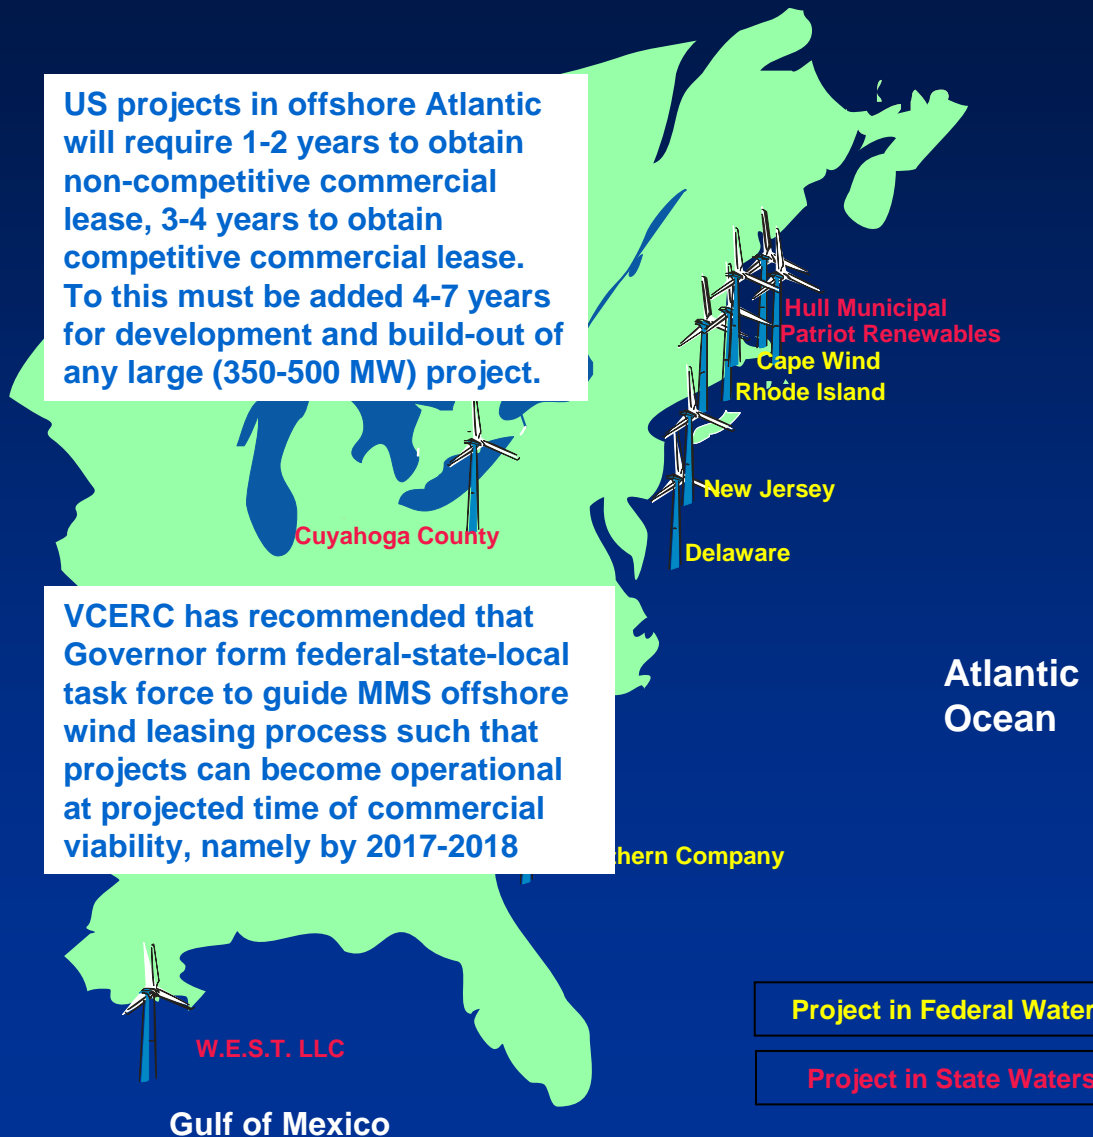 US projects in offshore Atlantic
will require 1-2 years to obtain
non-competitive commercial
lease, 3-4 years to obtain
competitive commercial lease.
To this must be added 4-7 years
for development and build-out of
any large (350-500 MW) project.
Hull Municipal
Patriot Renewables
Cape Wind
Rhode Island
New Jersey
Cuyahoga County
Delaware
VCERC has recommended that
Governor form federal-state-local
task force to guide MMS offshore
wind leasing process such that
projects can become operational
at projected time of commercial
viability, namely by 2017-2018
Atlantic
Ocean
hern Company
Project in Federal Water
W.E.S.T. LLC
Project in State Waters
Gulf of Mexico